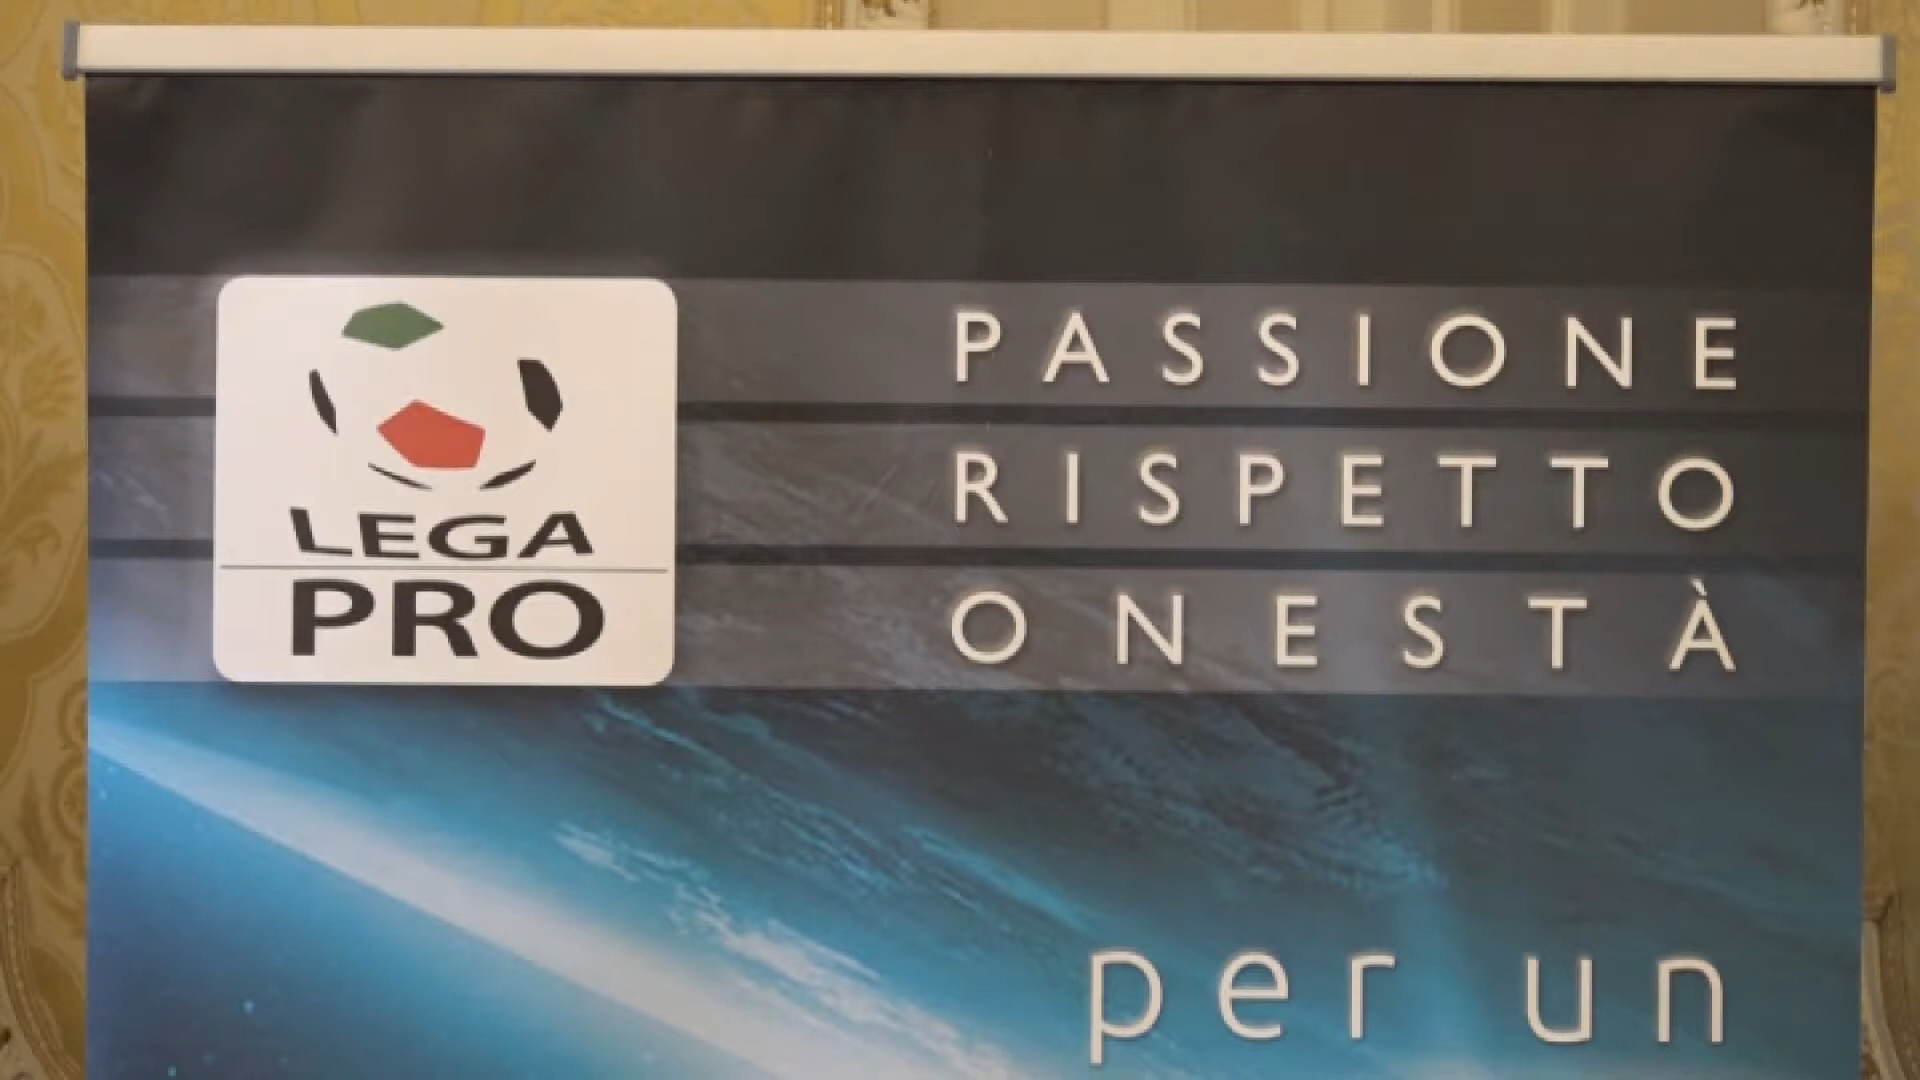 PASSIONE
RISPETTO
ONESTÀ
LEGA
PRO
per un